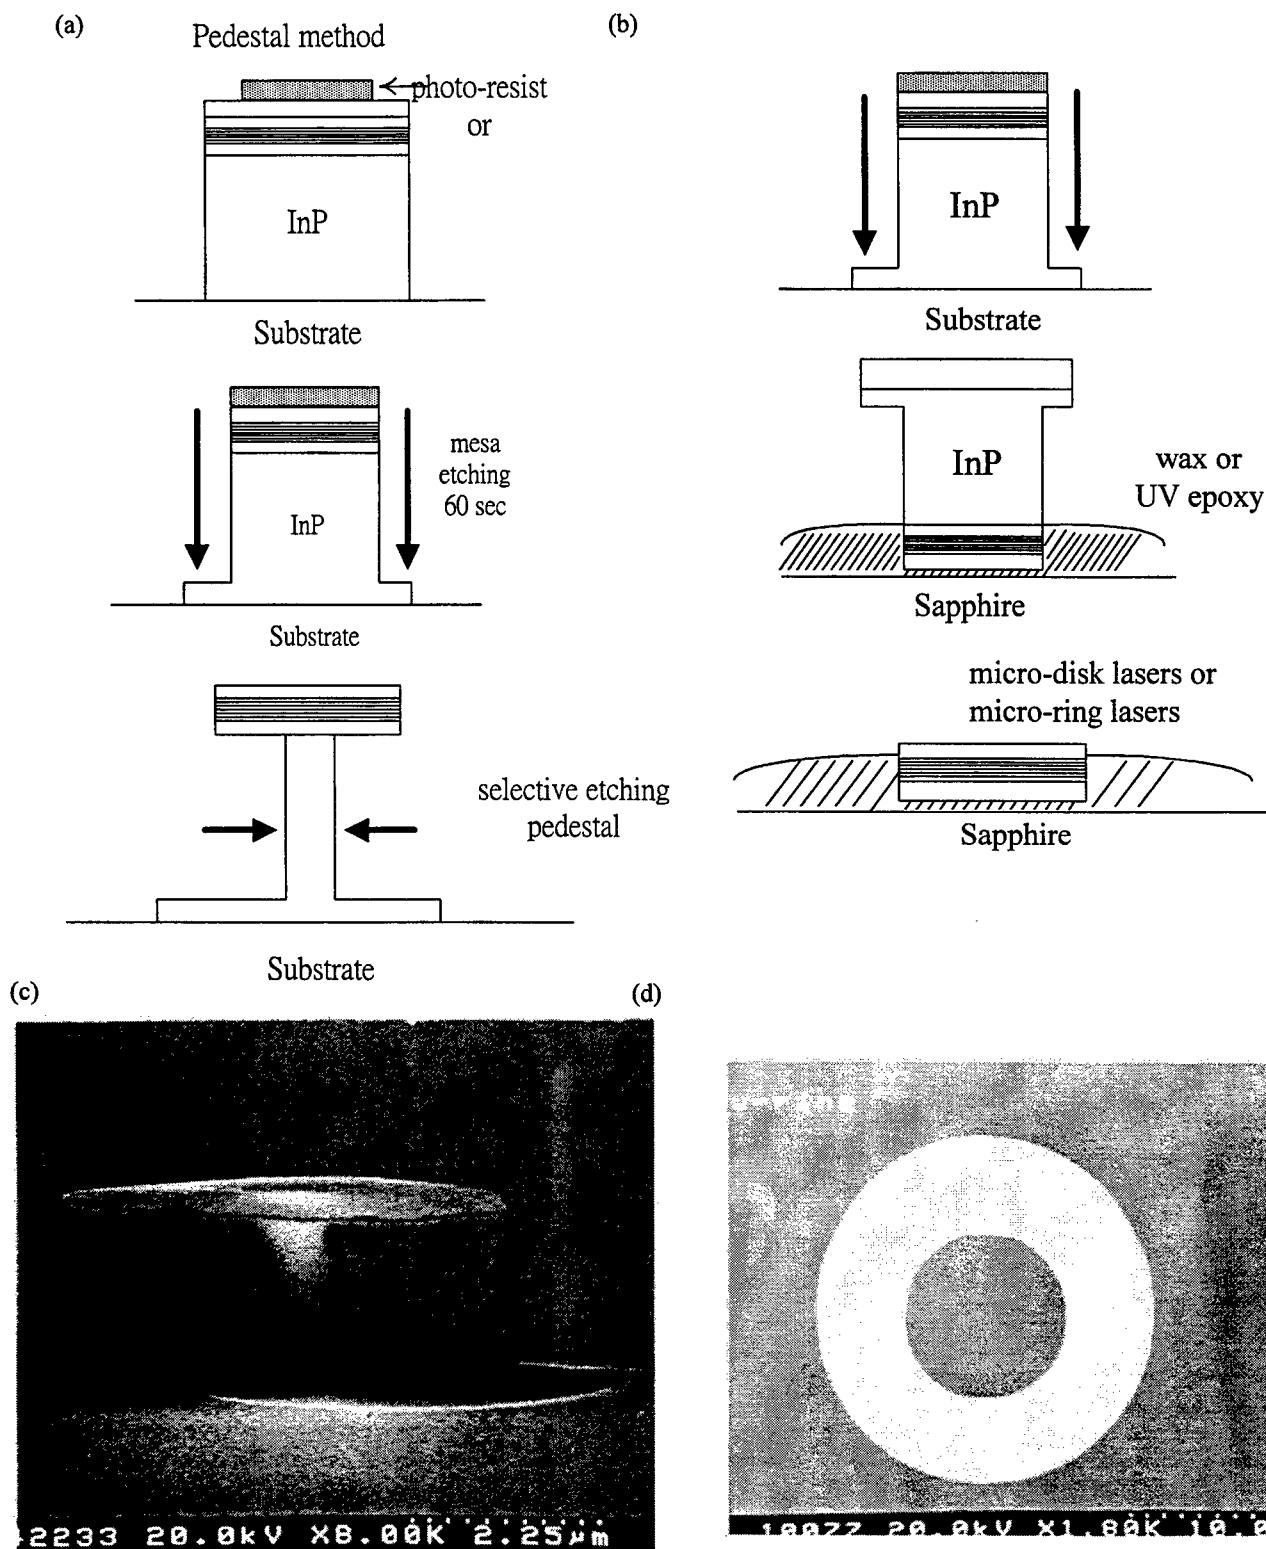 (a)
Pedestal method
photo-resist
or
InP
Substrate
mesa
etching
60 sec
InP
Substrate
selective etching
pedestal
Substrate
(b)
InP
Substrate
InP
wax or
UV epoxy
Sapphire
micro-disk lasers or
micro-ring lasers
Sapphire
(c)
2233 20.0kV X8.00K 2.25µm
(d)
20.0kV X1.80K 10.0